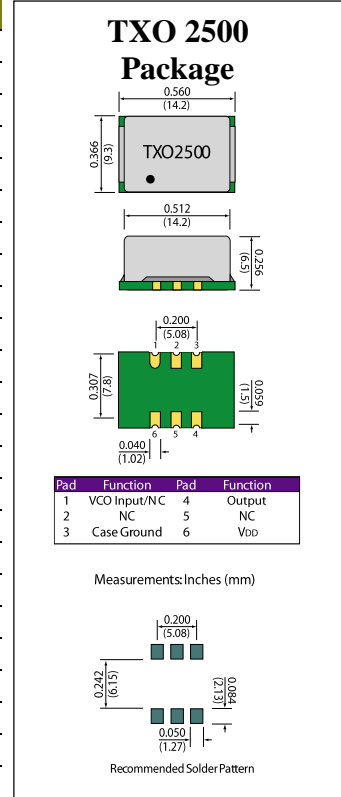 TXO 2500
Package
0.560
(14.2)
0.366
(9.3)
TXO2500
0.512
(14.2)
0.256
(6.5)
0.200
(5.08)
1 2 3
0.307
(7.8)
0.059
(1.5)
6 5 4
0.040
(1.02)
Pad Function Pad Function
1 VCO Input/NC 4 Output
2 NC 5 NC
3 Case Ground 6 VDD
Measurements: Inches (mm)
0.200
(5.08)
0.242
(6.15)
0.084
(2.13)
0.050
(1.27)
Recommended Solder Pattern